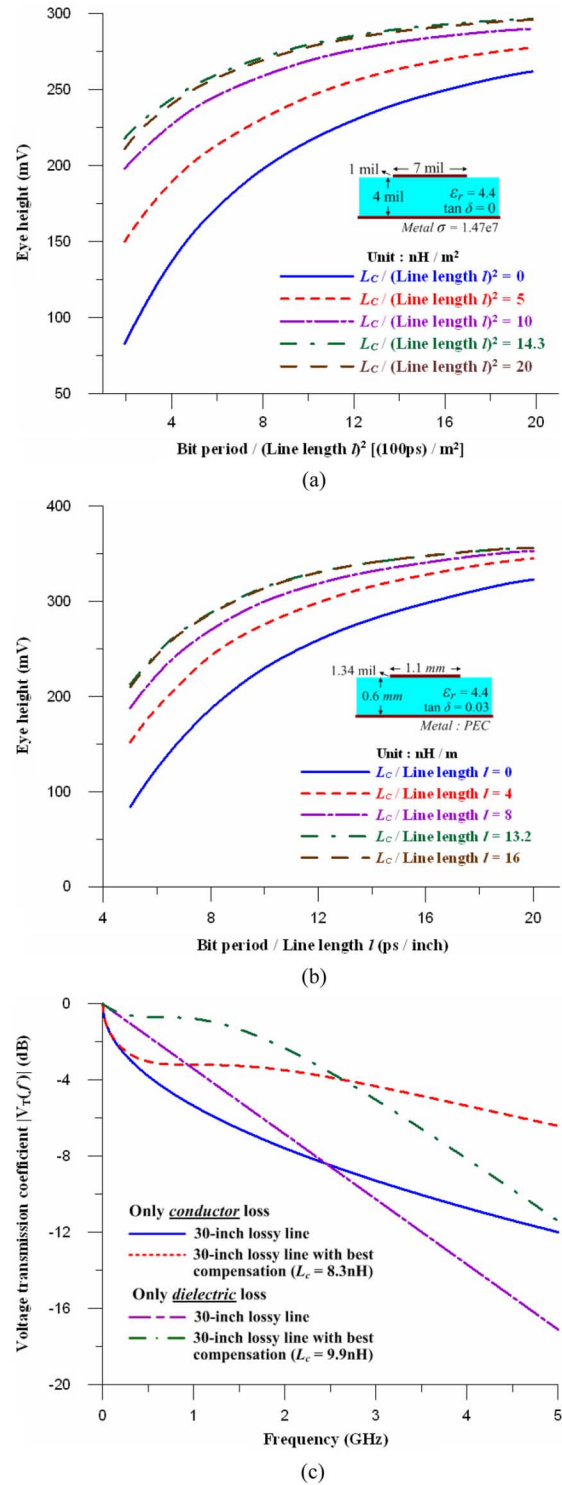 300
250
200
150
100
50
Eye height (mV)
4
8
12
16
20
Bit period / (Line length l)² [(100ps) / m²]
1 mil
7 mil
4 mil
εr = 4.4
tan δ = 0
Metal σ = 1.47e7
Unit : nH / m²
LC / (Line length l)² = 0
LC / (Line length l)² = 5
LC / (Line length l)² = 10
LC / (Line length l)² = 14.3
LC / (Line length l)² = 20
(a)
400
300
200
100
0
Eye height (mV)
4
8
12
16
20
Bit period / Line length l (ps / inch)
1.34 mil
1.1 mm
0.6 mm
εr = 4.4
tan δ = 0.03
Metal : PEC
Unit : nH / m
LC / Line length l = 0
LC / Line length l = 4
LC / Line length l = 8
LC / Line length l = 13.2
LC / Line length l = 16
(b)
0
-4
-8
-12
-16
-20
Voltage transmission coefficient |VT(f)| (dB)
0
1
2
3
4
5
Frequency (GHz)
Only conductor loss
30-inch lossy line
30-inch lossy line with best
compensation (Lc = 8.3nH)
Only dielectric loss
30-inch lossy line
30-inch lossy line with best
compensation (Lc = 9.9nH)
(c)